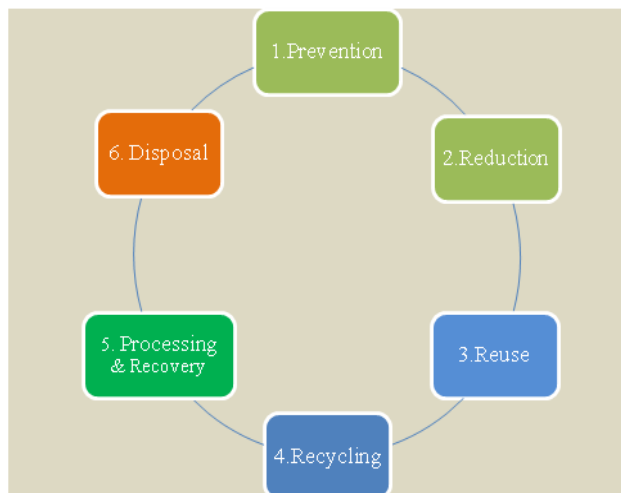 1.Prevention
2.Reduction
3.Reuse
4.Recycling
5. Processing
& Recovery
6. Disposal